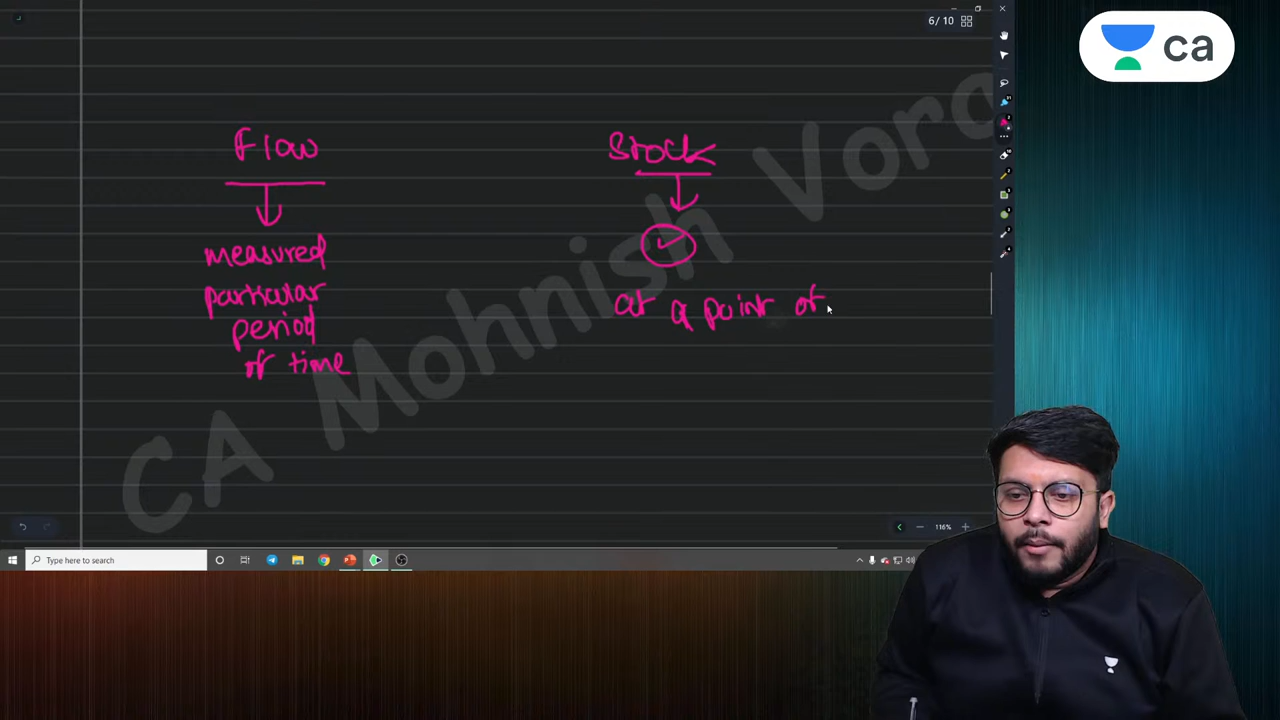 6/10
ca
Flow
Stock
measured
particular
period
of time
at a point of
CA Mohnish Vora
116%
Type here to search